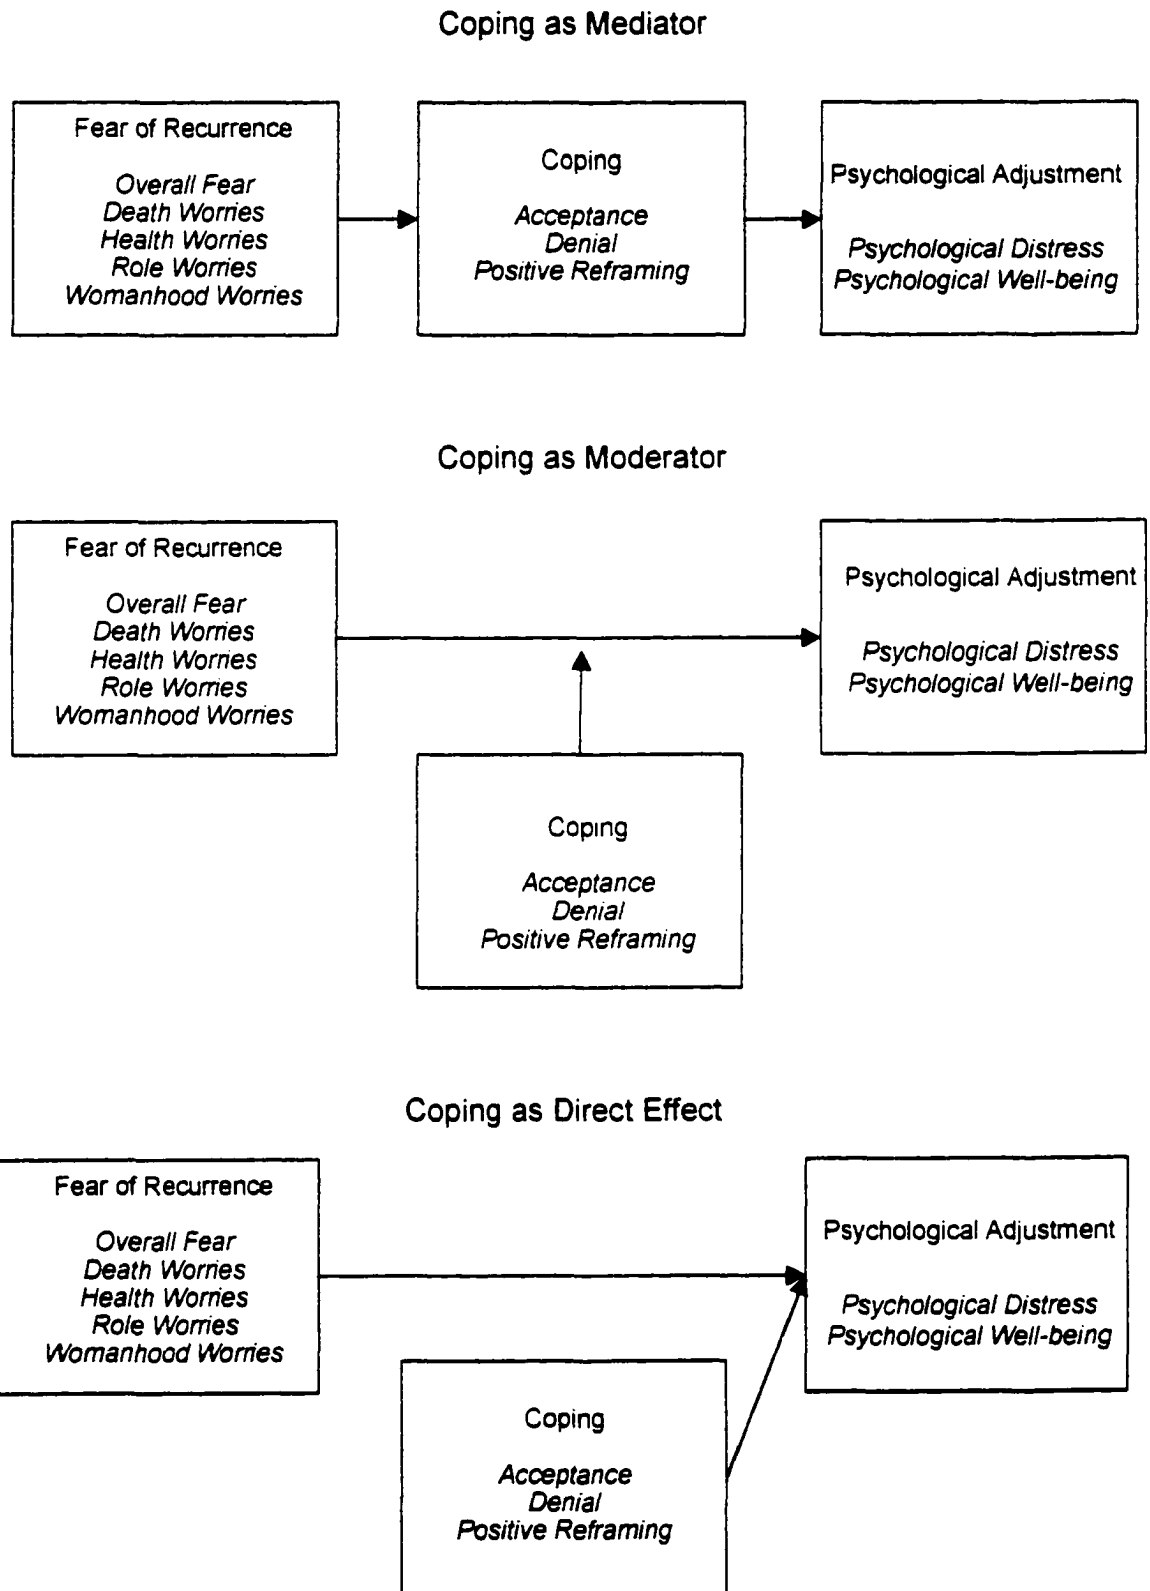 Coping as Mediator
Fear of Recurrence
Overall Fear
Death Worries
Health Worries
Role Worries
Womanhood Worries
Coping
Acceptance
Denial
Positive Reframing
Psychological Adjustment
Psychological Distress
Psychological Well-being
Coping as Moderator
Fear of Recurrence
Overall Fear
Death Worries
Health Worries
Role Worries
Womanhood Worries
Psychological Adjustment
Psychological Distress
Psychological Well-being
Coping
Acceptance
Denial
Positive Reframing
Coping as Direct Effect
Fear of Recurrence
Overall Fear
Death Worries
Health Worries
Role Worries
Womanhood Worries
Psychological Adjustment
Psychological Distress
Psychological Well-being
Coping
Acceptance
Denial
Positive Reframing